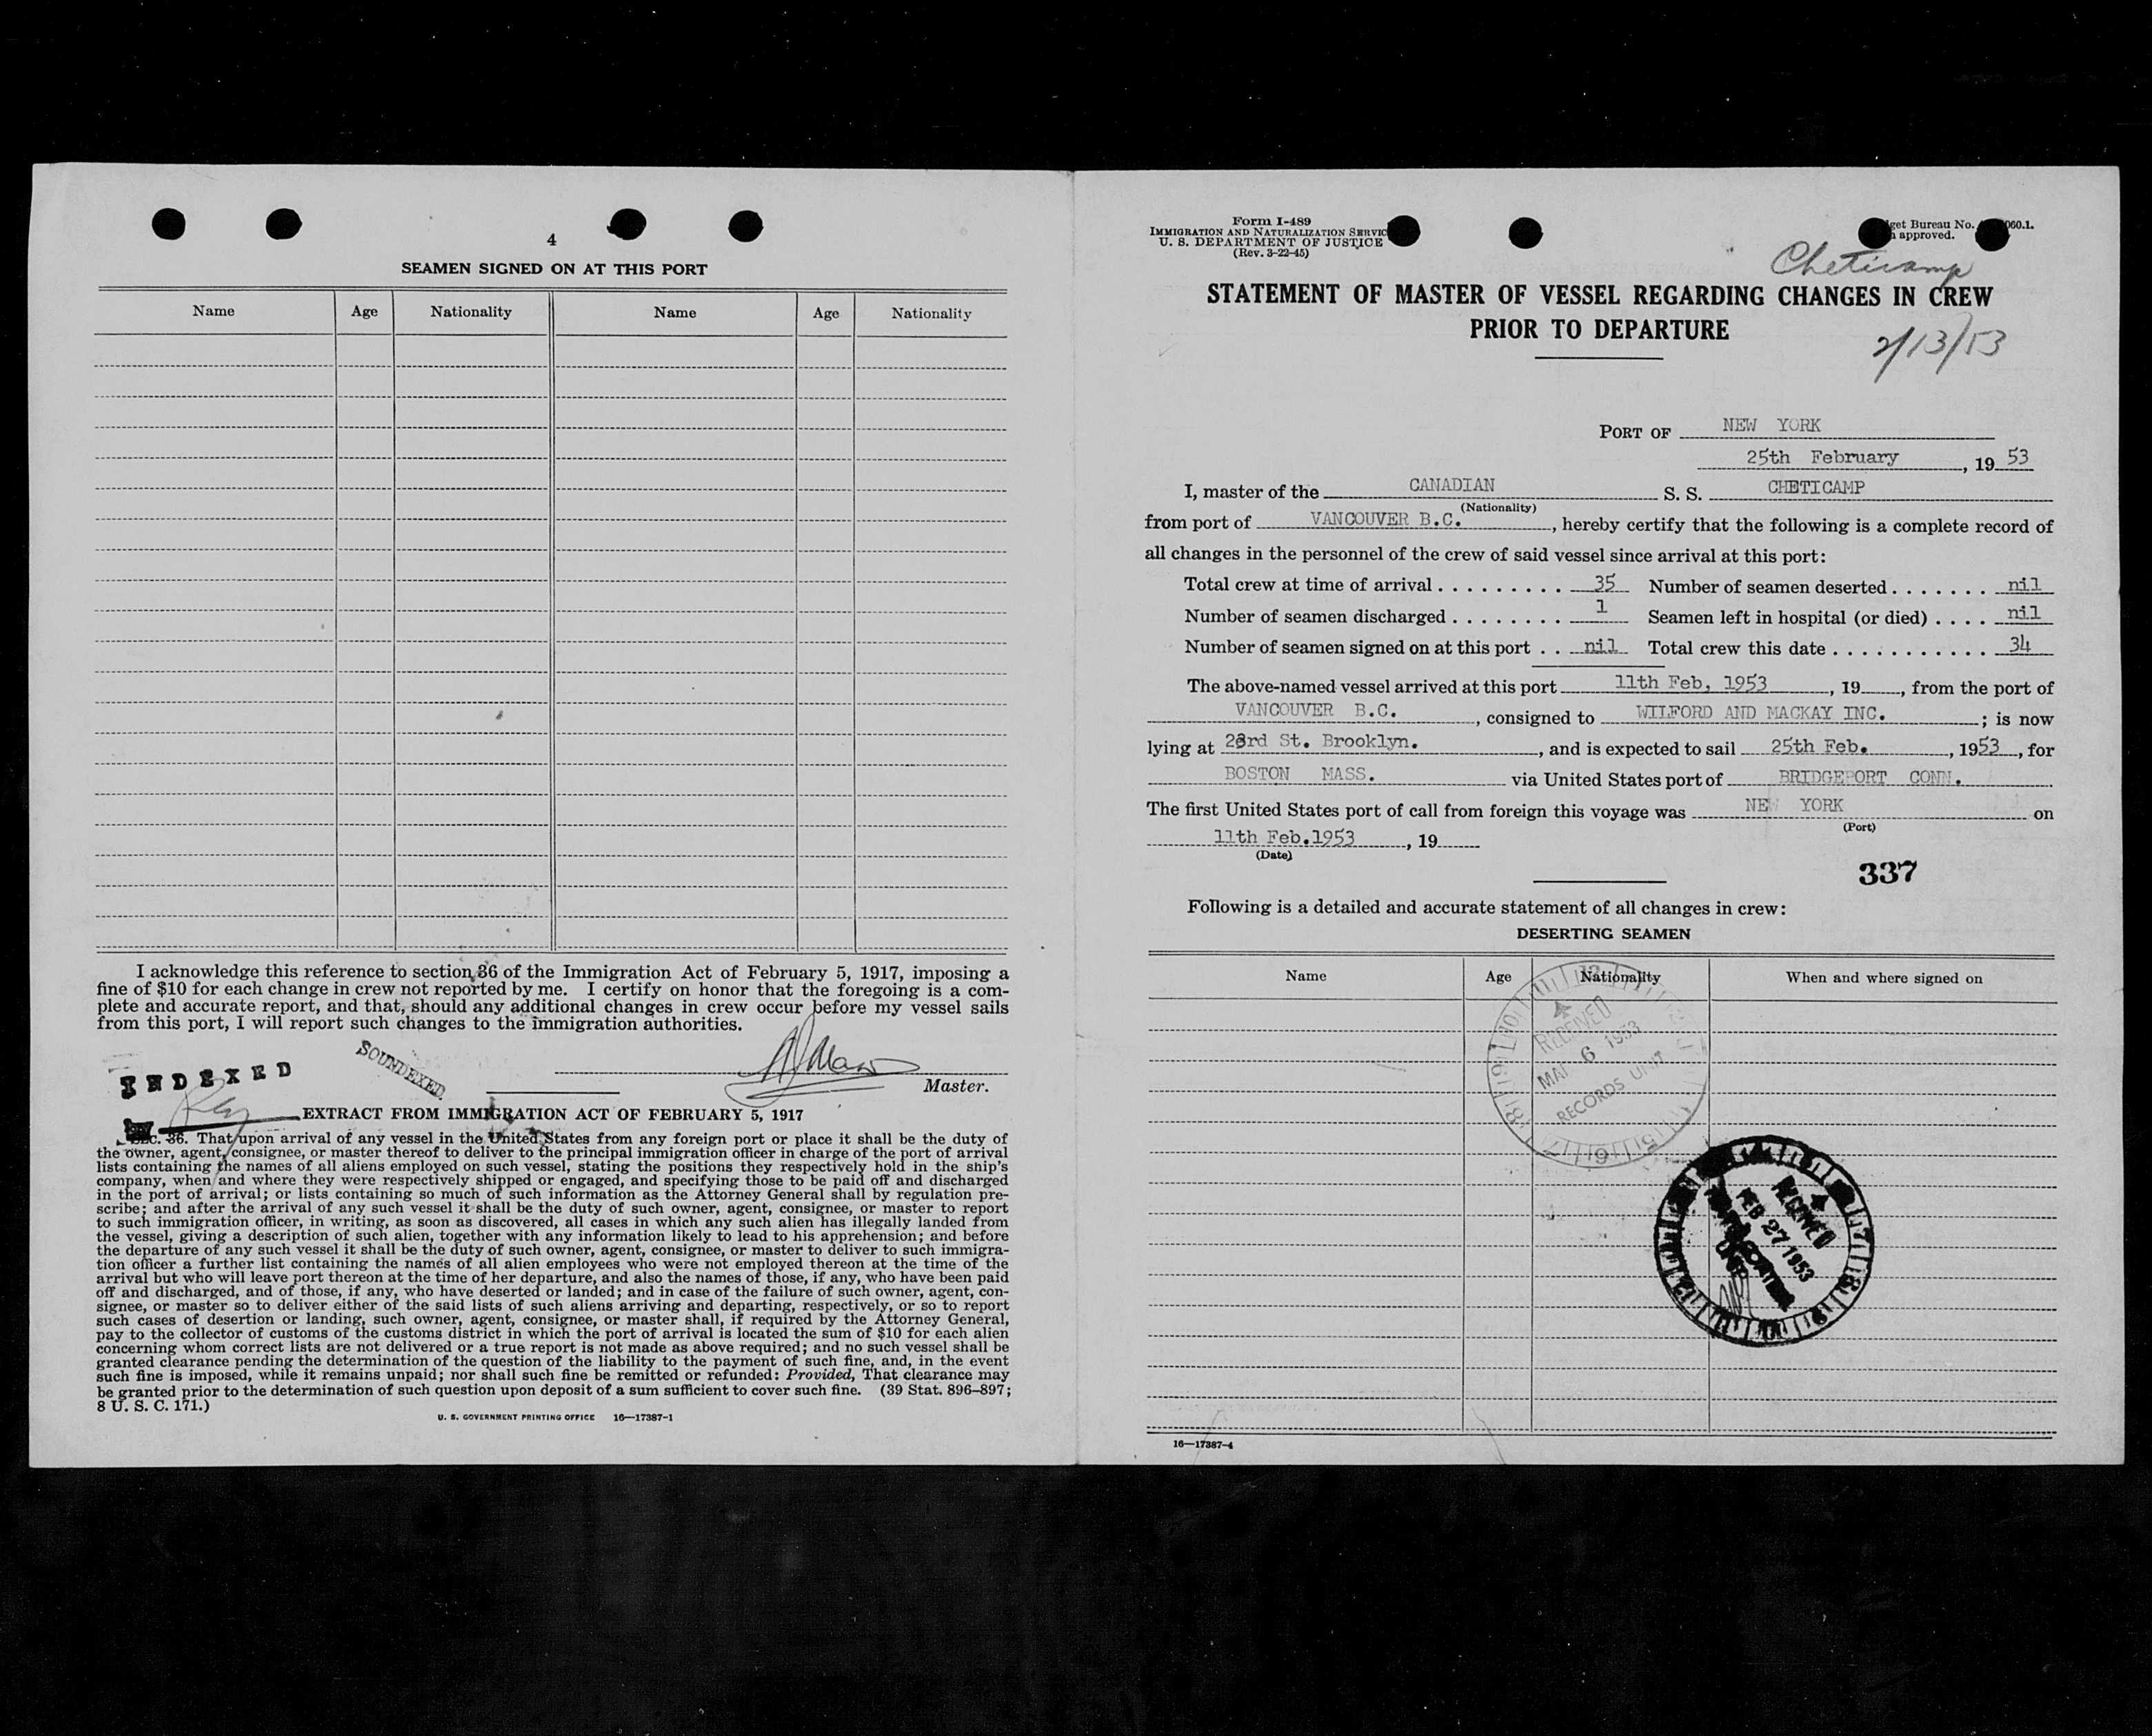 4
SEAMEN SIGNED ON AT THIS PORT
Name Age Nationality Name Age Nationality
I acknowledge this reference to section 36 of the Immigration Act of February 5, 1917, imposing a
fine of $10 for each change in crew not reported by me. I certify on honor that the foregoing is a com-
plete and accurate report, and that, should any additional changes in crew occur before my vessel sails
from this port, I will report such changes to the immigration authorities.
INDEXED
SOUNDEXED
Master.
EXTRACT FROM IMMIGRATION ACT OF FEBRUARY 5, 1917
SEC. 36. That upon arrival of any vessel in the United States from any foreign port or place it shall be the duty of
the owner, agent, consignee, or master thereof to deliver to the principal immigration officer in charge of the port of arrival
lists containing the names of all aliens employed on such vessel, stating the positions they respectively hold in the ship's
company, when and where they were respectively shipped or engaged, and specifying those to be paid off and discharged
in the port of arrival; or lists containing so much of such information as the Attorney General shall by regulation pre-
scribe; and after the arrival of any such vessel it shall be the duty of such owner, agent, consignee, or master to report
to such immigration officer, in writing, as soon as discovered, all cases in which any such alien has illegally landed from
the vessel, giving a description of such alien, together with any information likely to lead to his apprehension; and before
the departure of any such vessel it shall be the duty of such owner, agent, consignee, or master to deliver to such immigra-
tion officer a further list containing the names of all alien employees who were not employed thereon at the time of the
arrival but who will leave port thereon at the time of her departure, and also the names of those, if any, who have been paid
off and discharged, and of those, if any, who have deserted or landed; and in case of the failure of such owner, agent, con-
signee, or master so to deliver either of the said lists of such aliens arriving and departing, respectively, or so to report
such cases of desertion or landing, such owner, agent, consignee, or master shall, if required by the Attorney General,
pay to the collector of customs of the customs district in which the port of arrival is located the sum of $10 for each alien
concerning whom correct lists are not delivered or a true report is not made as above required; and no such vessel shall be
granted clearance pending the determination of the question of the liability to the payment of such fine, and, in the event
such fine is imposed, while it remains unpaid; nor shall such fine be remitted or refunded: Provided, That clearance may
be granted prior to the determination of such question upon deposit of a sum sufficient to cover such fine. (39 Stat. 896–897;
8 U. S. C. 171.)
U. S. GOVERNMENT PRINTING OFFICE 16—17387-1
Form I-489
IMMIGRATION AND NATURALIZATION SERVIC
U. S. DEPARTMENT OF JUSTICE
(Rev. 3-22-45)
get Bureau No. 060.1.
approved.
Cheticamp
STATEMENT OF MASTER OF VESSEL REGARDING CHANGES IN CREW
PRIOR TO DEPARTURE
2/13/53
PORT OF NEW YORK
25th February, 19 53
I, master of the CANADIAN S. S. CHETICAMP
(Nationality)
from port of VANCOUVER B.C., hereby certify that the following is a complete record of
all changes in the personnel of the crew of said vessel since arrival at this port:
Total crew at time of arrival . . . . . . . . . 35 Number of seamen deserted . . . . . . . nil
Number of seamen discharged . . . . . . . . 1 Seamen left in hospital (or died) . . . . nil
Number of seamen signed on at this port . . nil Total crew this date . . . . . . . . . . . 34
The above-named vessel arrived at this port 11th Feb, 1953, 19, from the port of
VANCOUVER B.C., consigned to WILFORD AND MACKAY INC.; is now
lying at 23rd St. Brooklyn., and is expected to sail 25th Feb., 1953, for
BOSTON MASS. via United States port of BRIDGEPORT CONN.
The first United States port of call from foreign this voyage was NEW YORK on
(Port)
11th Feb.1953, 19
(Date)
337
Following is a detailed and accurate statement of all changes in crew:
DESERTING SEAMEN
Name Age Nationality When and where signed on
RECEIVED
MAR 6 1953
RECORDS UNIT
RECEIVED
FEB 27 1953
16—17387-4